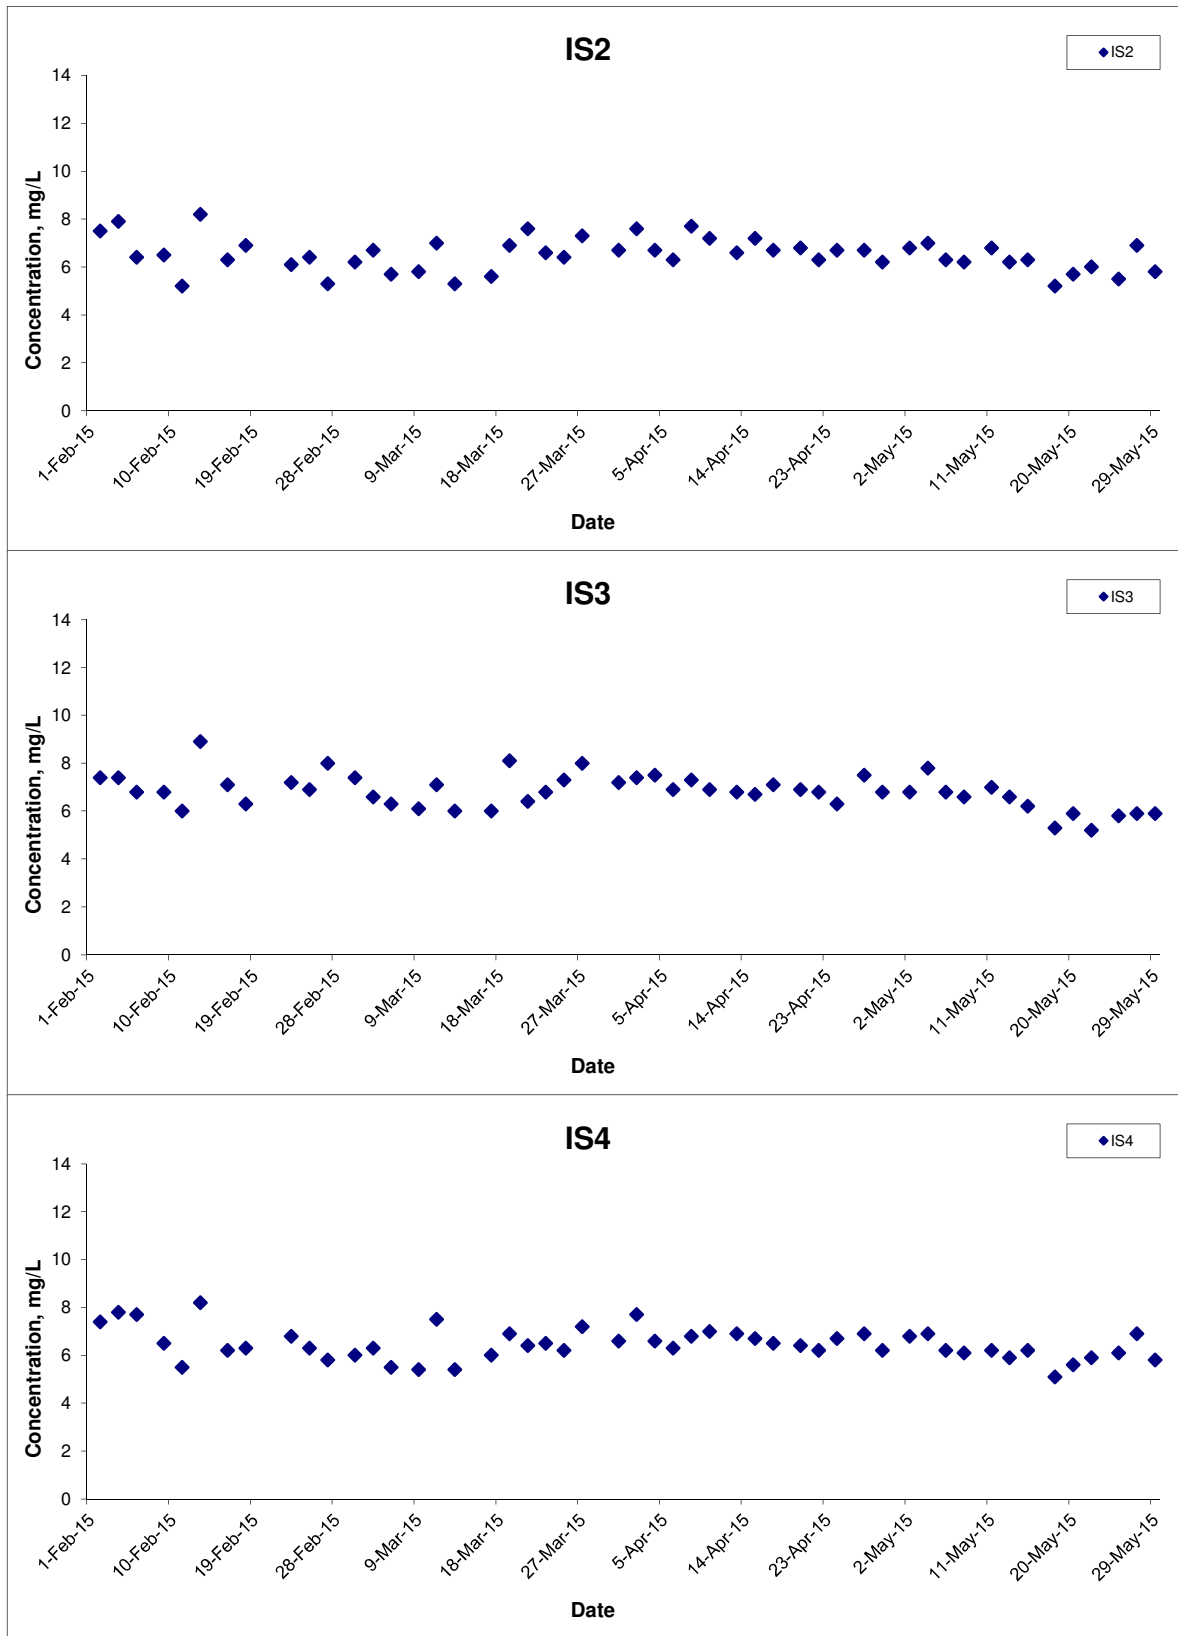 IS2
IS2
14
12
10
8
6
4
2
0
Concentration, mg/L
1-Feb-15
10-Feb-15
19-Feb-15
28-Feb-15
9-Mar-15
18-Mar-15
27-Mar-15
5-Apr-15
14-Apr-15
23-Apr-15
2-May-15
11-May-15
20-May-15
29-May-15
Date
IS3
IS3
14
12
10
8
6
4
2
0
Concentration, mg/L
1-Feb-15
10-Feb-15
19-Feb-15
28-Feb-15
9-Mar-15
18-Mar-15
27-Mar-15
5-Apr-15
14-Apr-15
23-Apr-15
2-May-15
11-May-15
20-May-15
29-May-15
Date
IS4
IS4
14
12
10
8
6
4
2
0
Concentration, mg/L
1-Feb-15
10-Feb-15
19-Feb-15
28-Feb-15
9-Mar-15
18-Mar-15
27-Mar-15
5-Apr-15
14-Apr-15
23-Apr-15
2-May-15
11-May-15
20-May-15
29-May-15
Date